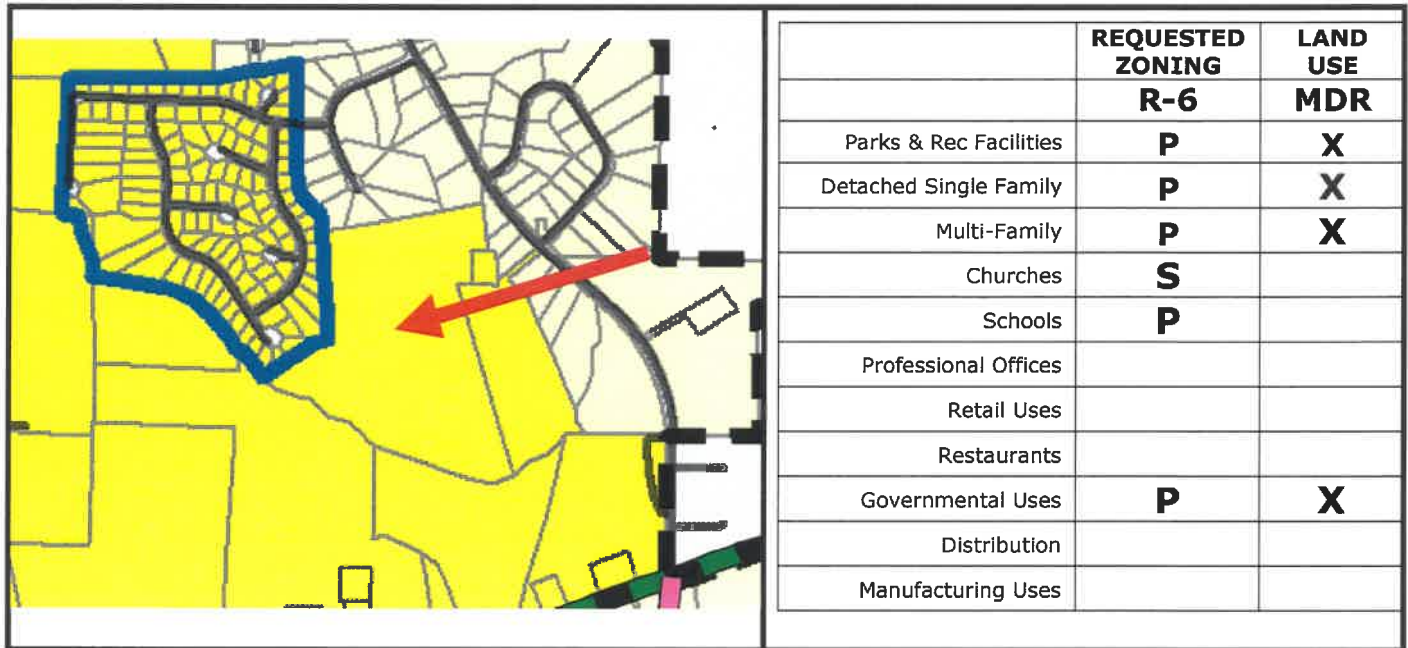 REQUESTED ZONING LAND USE
R-6 MDR
Parks & Rec Facilities P X
Detached Single Family P X
Multi-Family P X
Churches S
Schools P
Professional Offices
Retail Uses
Restaurants
Governmental Uses P X
Distribution
Manufacturing Uses